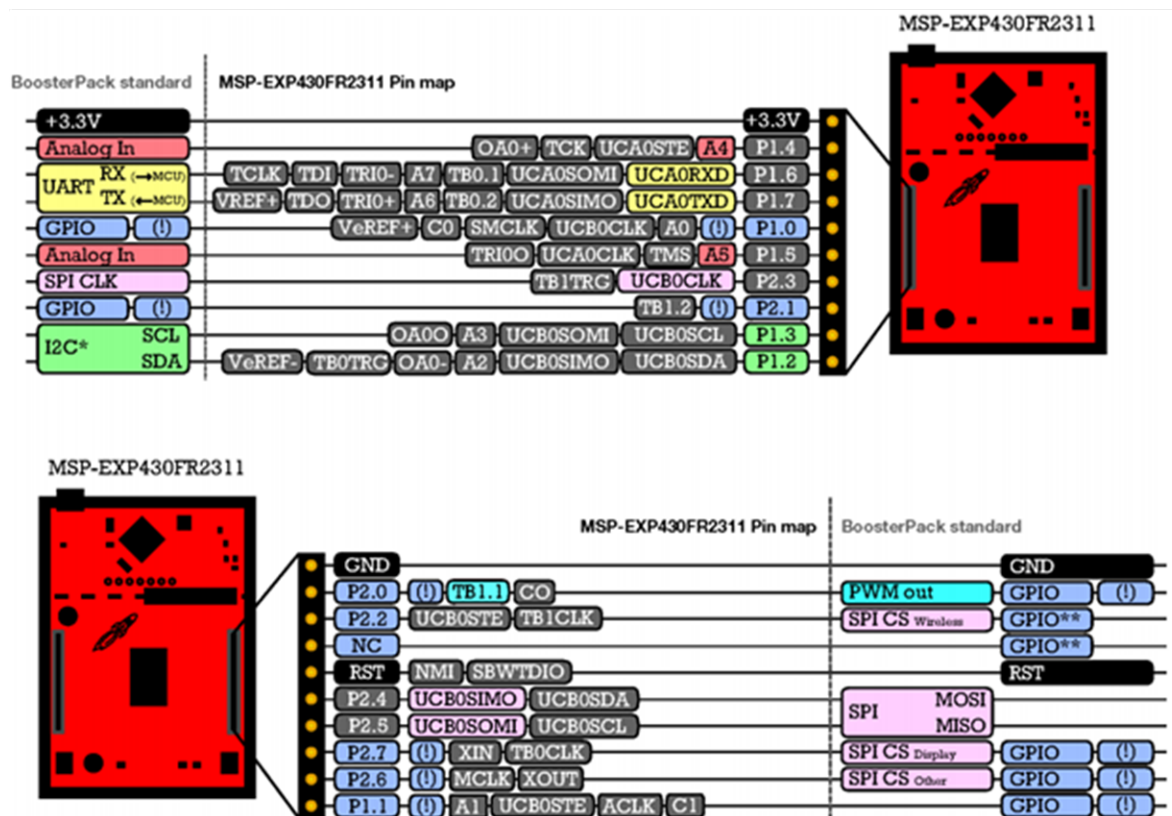 MSP-EXP430FR2311
BoosterPack standard MSP-EXP430FR2311 Pin map
+3.3V +3.3V
Analog In OA0+ TCK UCA0STE A4 P1.4
UART RX (→MCU) TCLK TDI TRI0- A7 TB0.1 UCA0SOMI UCA0RXD P1.6
TX (←MCU) VREF+ TDO TRI0+ A6 TB0.2 UCA0SIMO UCA0TXD P1.7
GPIO (!) VeREF+ C0 SMCLK UCB0CLK A0 (!) P1.0
Analog In TRI0O UCA0CLK TMS A5 P1.5
SPI CLK TB1TRG UCB0CLK P2.3
GPIO (!) TB1.2 (!) P2.1
I2C* SCL OA0O A3 UCB0SOMI UCB0SCL P1.3
SDA VeREF- TB0TRG OA0- A2 UCB0SIMO UCB0SDA P1.2
MSP-EXP430FR2311
MSP-EXP430FR2311 Pin map BoosterPack standard
GND GND
P2.0 (!) TB1.1 CO PWM out GPIO (!)
P2.2 UCB0STE TB1CLK SPI CS Wireless GPIO**
NC GPIO**
RST NMI SBWTDIO RST
P2.4 UCB0SIMO UCB0SDA SPI MOSI
P2.5 UCB0SOMI UCB0SCL MISO
P2.7 (!) XIN TB0CLK SPI CS Display GPIO (!)
P2.6 (!) MCLK XOUT SPI CS Other GPIO (!)
P1.1 (!) A1 UCB0STE ACLK C1 GPIO (!)